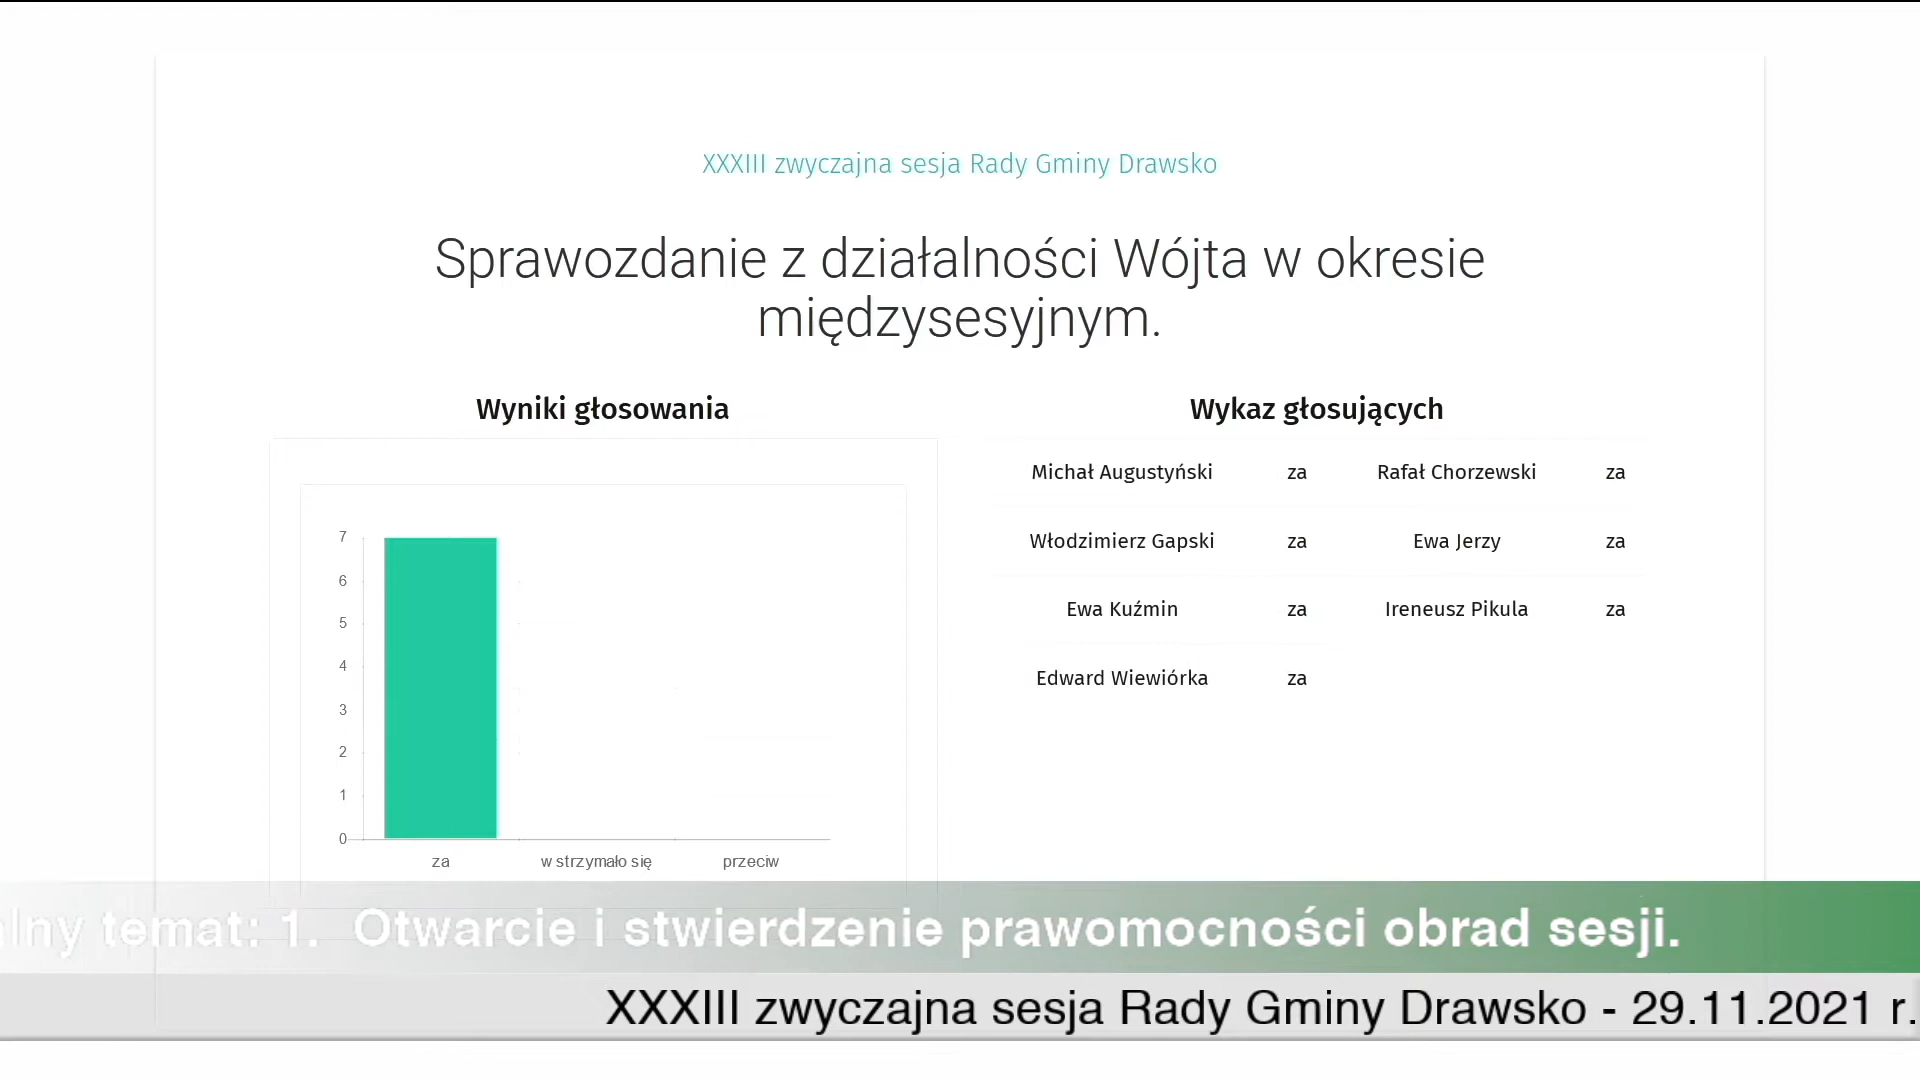 XXXIII zwyczajna sesja Rady Gminy Drawsko
Sprawozdanie z działalności Wójta w okresie
międzysesyjnym.
Wyniki głosowania
7
6
5
4
3
2
1
0
za
wstrzymało się
przeciw
Wykaz głosujących
Michał Augustyński za Rafał Chorzewski za
Włodzimierz Gapski za Ewa Jerzy za
Ewa Kuźmin za Ireneusz Pikula za
Edward Wiewiórka za
temat: 1. Otwarcie i stwierdzenie prawomocności obrad sesji.
XXXIII zwyczajna sesja Rady Gminy Drawsko - 29.11.2021 r.